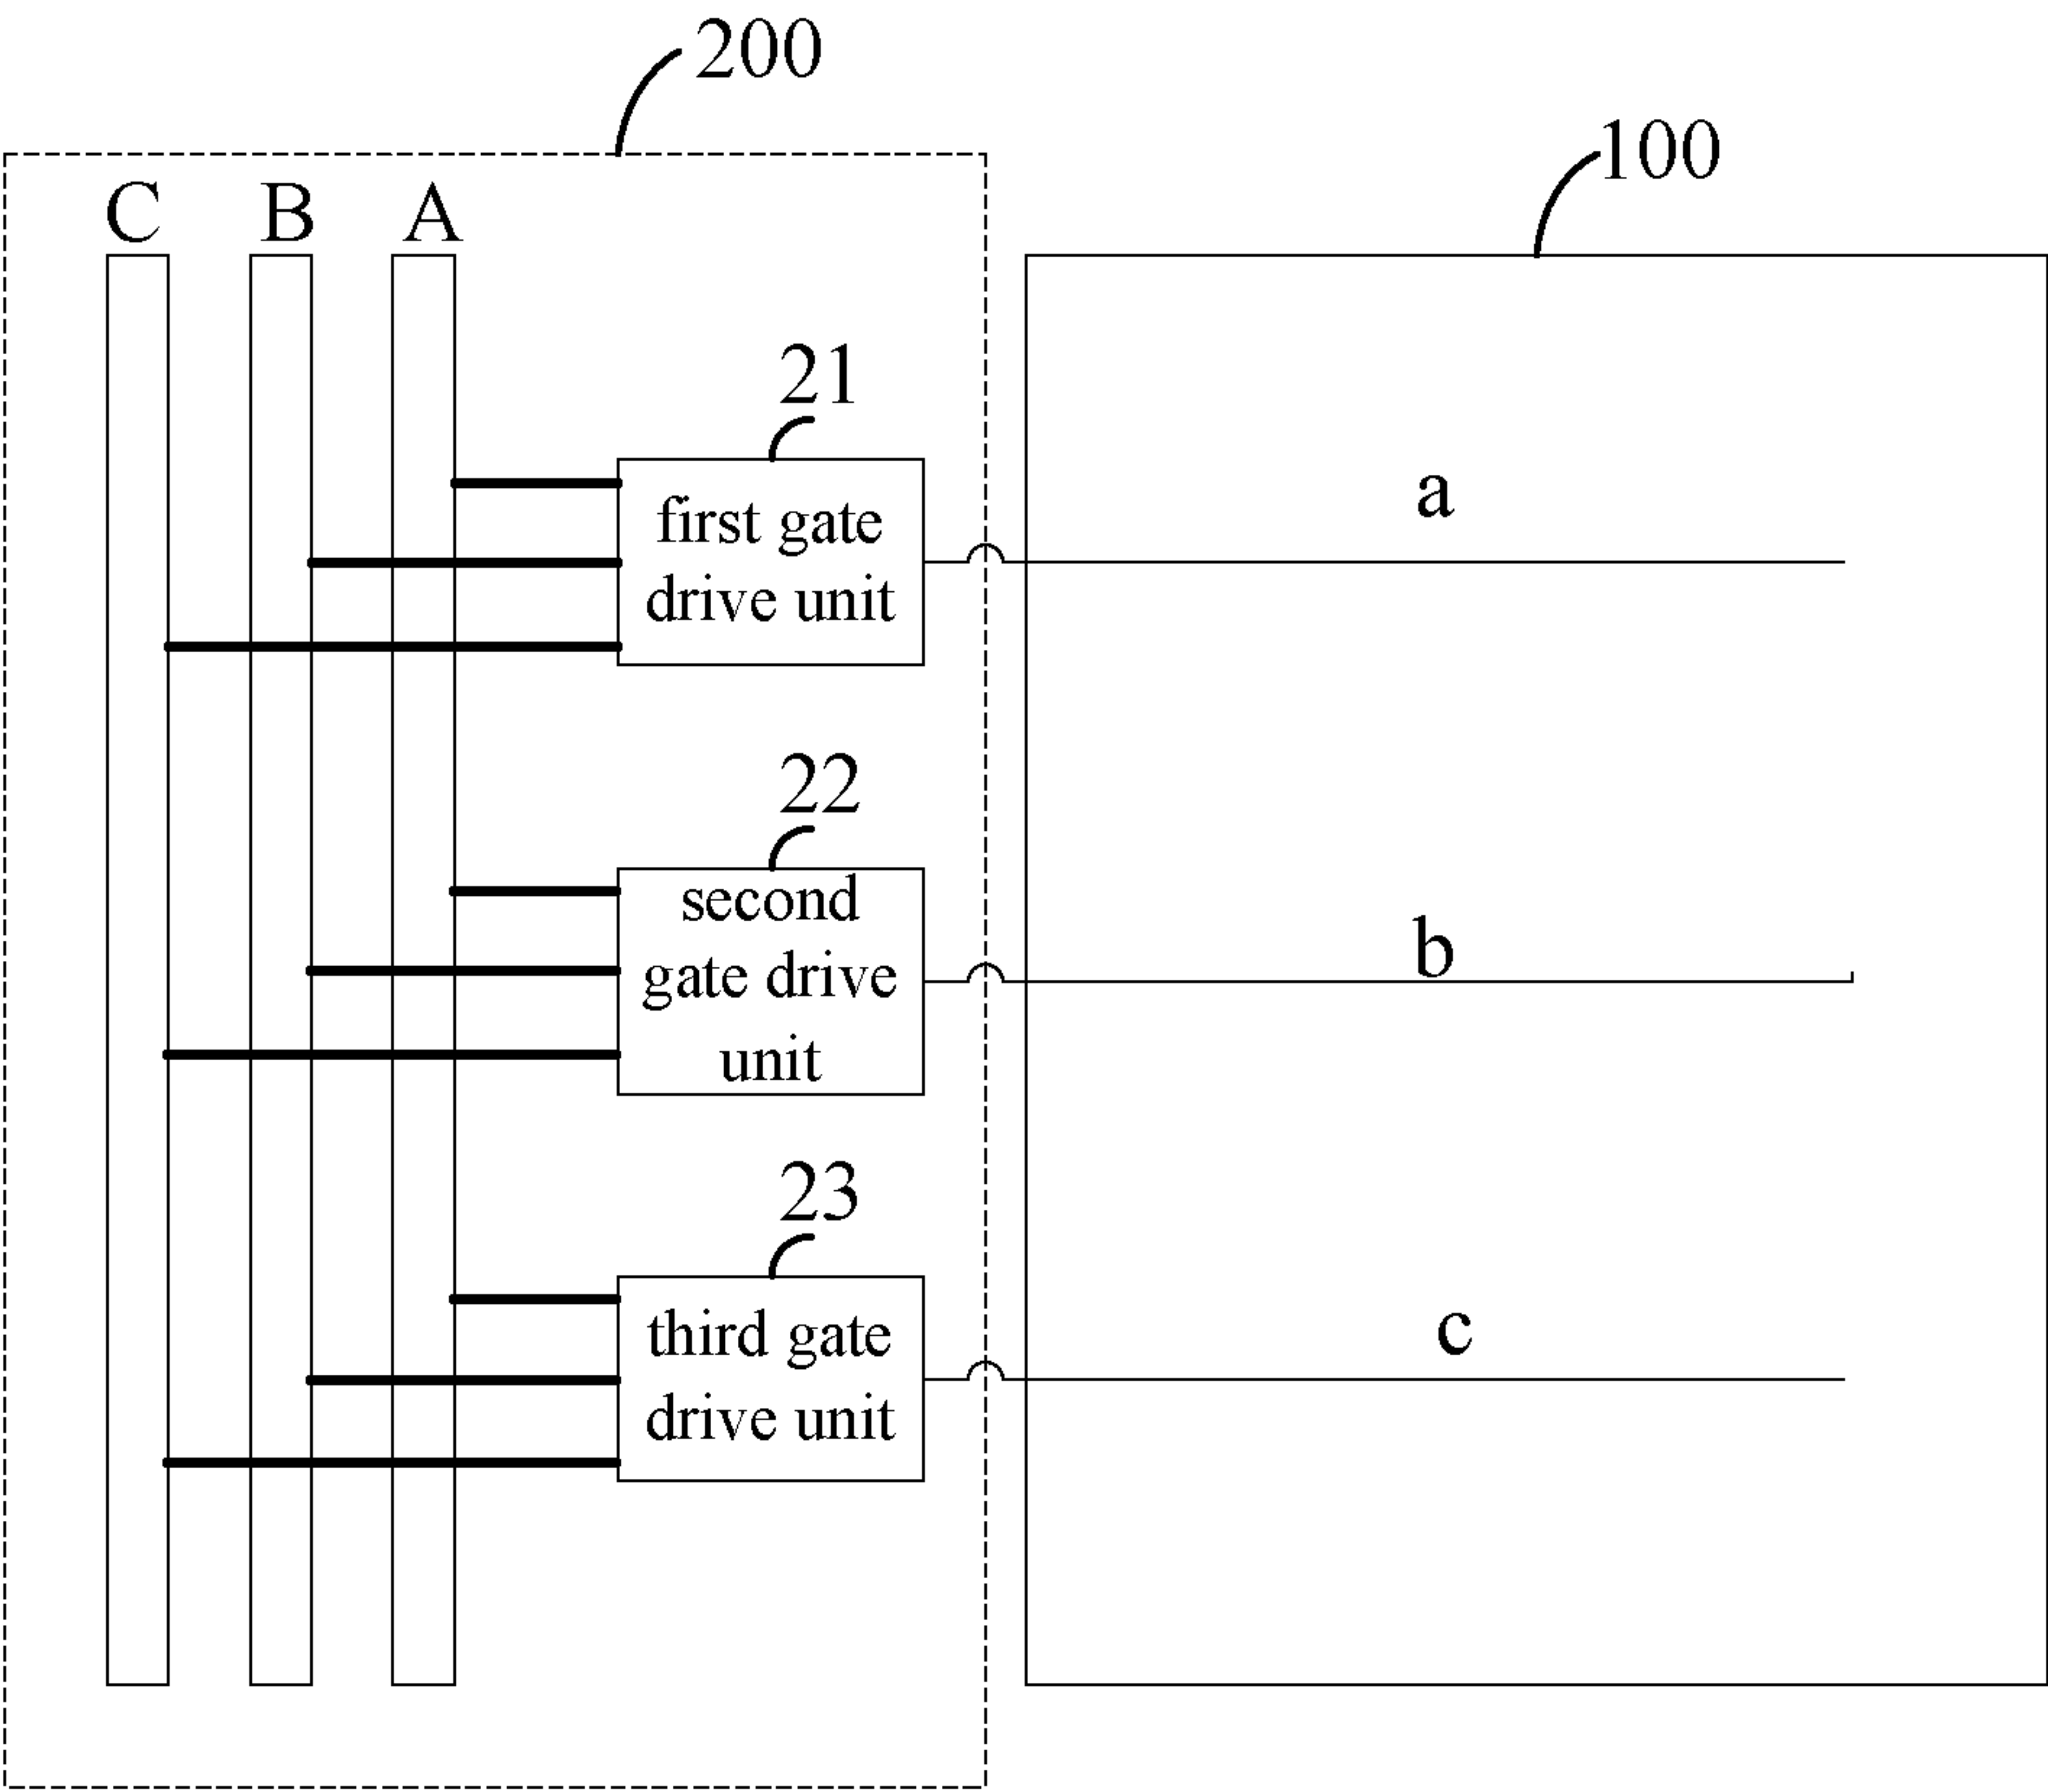 200
100
C B A
21
first gate
drive unit
a
22
second
gate drive
unit
b
23
third gate
drive unit
c